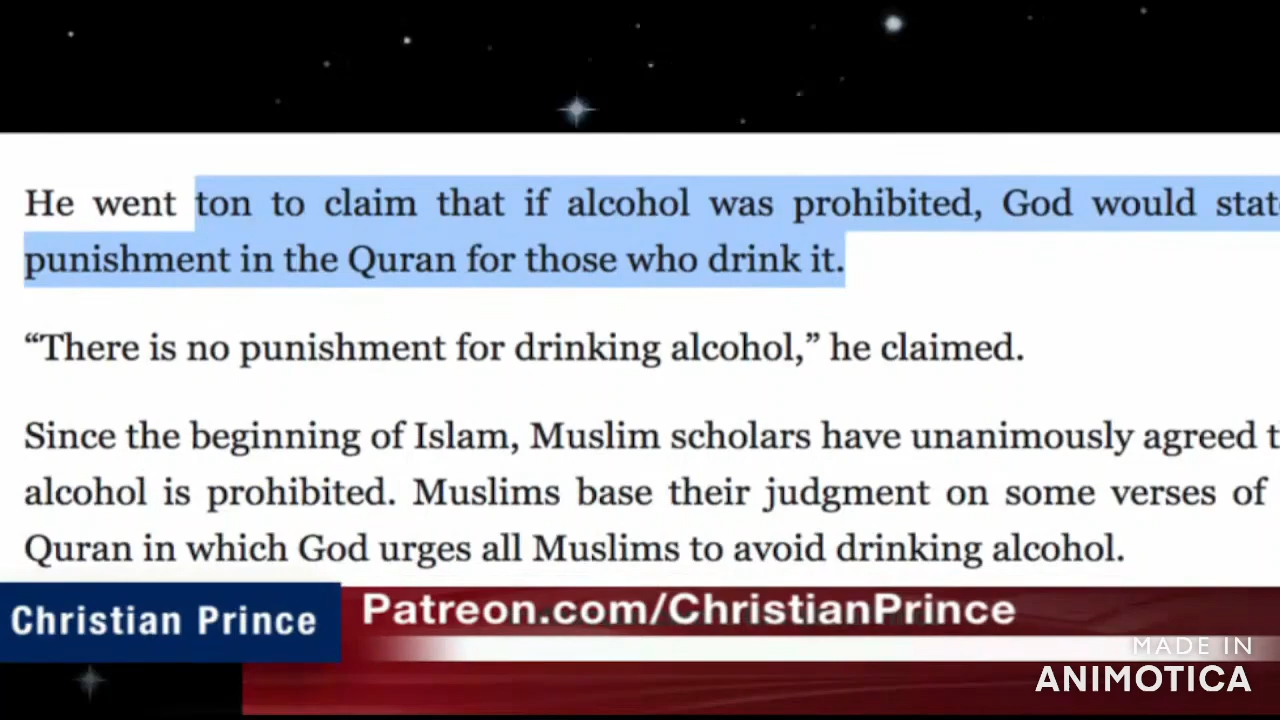 He went ton to claim that if alcohol was prohibited, God would
punishment in the Quran for those who drink it.
“There is no punishment for drinking alcohol,” he claimed.
Since the beginning of Islam, Muslim scholars have unanimously agreed
alcohol is prohibited. Muslims base their judgment on some verses of
Quran in which God urges all Muslims to avoid drinking alcohol.
Christian Prince
Patreon.com/ChristianPrince
MADE IN
ANIMOTICA